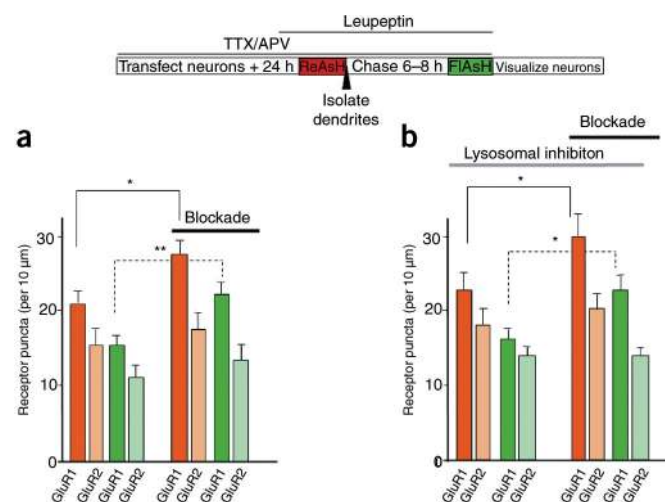 Leupeptin
TTX/APV
Transfect neurons + 24 h ReAsH Chase 6–8 h FlAsH Visualize neurons
Isolate
dendrites
a
*
Blockade
**
Receptor puncta (per 10 µm)
30
20
10
0
GluR1 GluR2 GluR1 GluR2 GluR1 GluR2 GluR1 GluR2
b
Blockade
Lysosomal inhibiton
*
*
Receptor puncta (per 10 µm)
30
20
10
0
GluR1 GluR2 GluR1 GluR2 GluR1 GluR2 GluR1 GluR2